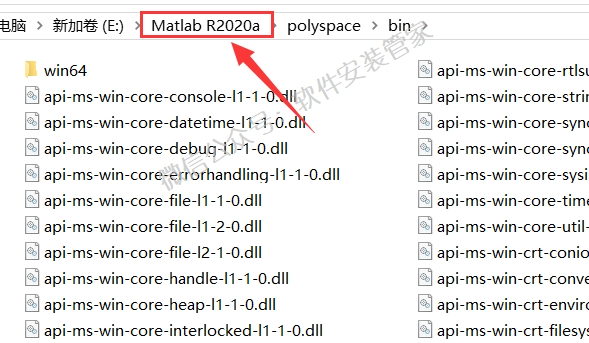 电脑 › 新加卷 (E:) › Matlab R2020a › polyspace › bin ›
win64
api-ms-win-core-console-l1-1-0.dll
api-ms-win-core-datetime-l1-1-0.dll
api-ms-win-core-debug-l1-1-0.dll
api-ms-win-core-errorhandling-l1-1-0.dll
api-ms-win-core-file-l1-1-0.dll
api-ms-win-core-file-l1-2-0.dll
api-ms-win-core-file-l2-1-0.dll
api-ms-win-core-handle-l1-1-0.dll
api-ms-win-core-heap-l1-1-0.dll
api-ms-win-core-interlocked-l1-1-0.dll
api-ms-win-core-rtlsu
api-ms-win-core-strin
api-ms-win-core-sync
api-ms-win-core-sync
api-ms-win-core-sysi
api-ms-win-core-time
api-ms-win-core-util-
api-ms-win-crt-conio
api-ms-win-crt-conve
api-ms-win-crt-enviro
api-ms-win-crt-filesys
微信公众号:软件安装管家